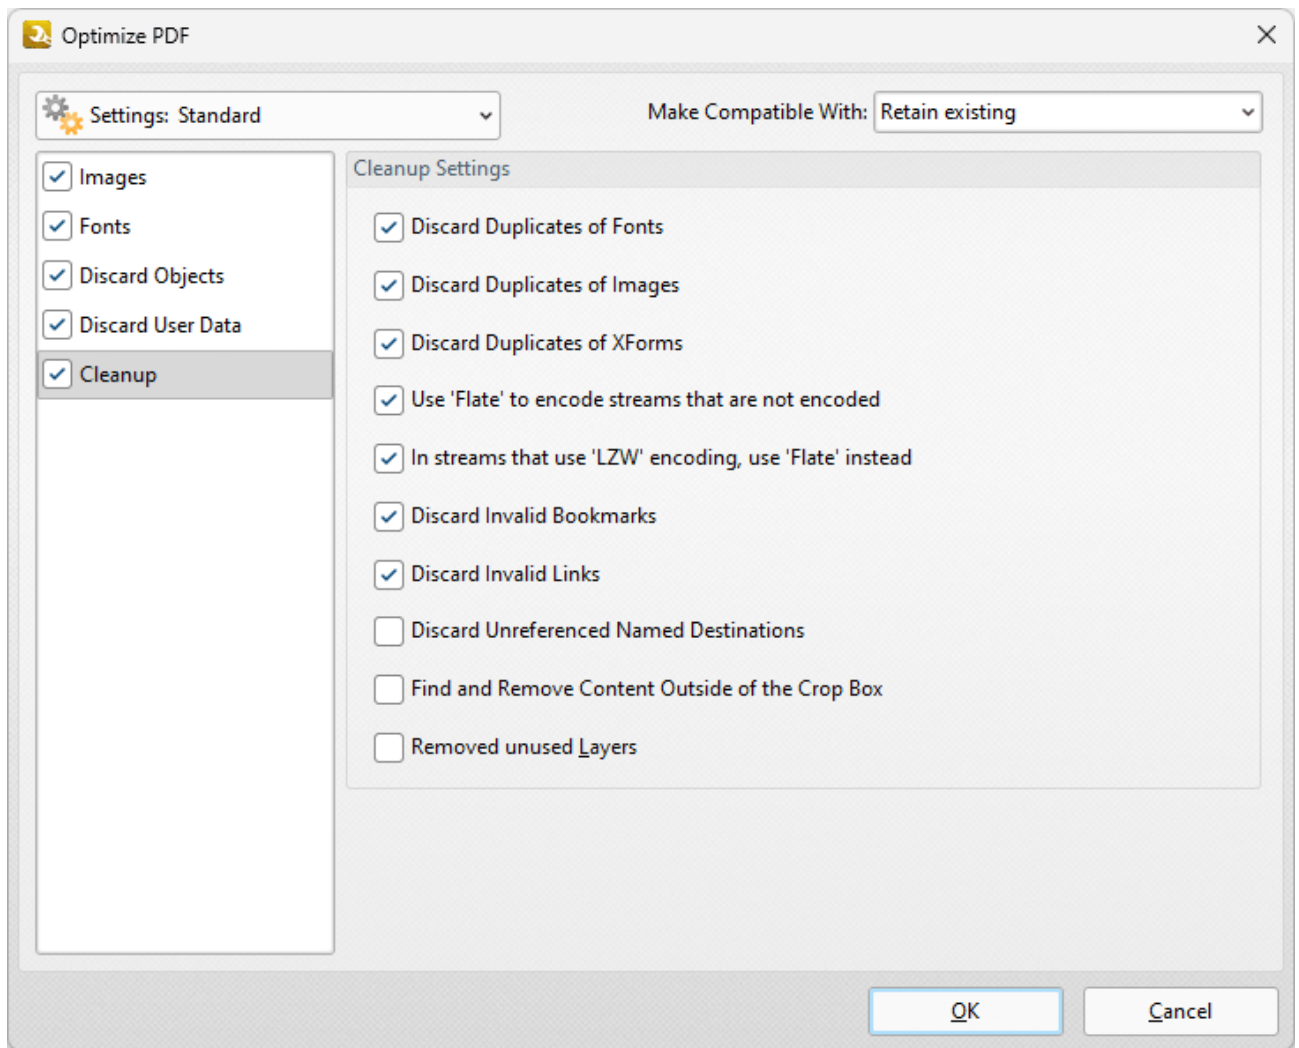 Optimize PDF
Settings: Standard
Make Compatible With: Retain existing
Images
Fonts
Discard Objects
Discard User Data
Cleanup
Cleanup Settings
Discard Duplicates of Fonts
Discard Duplicates of Images
Discard Duplicates of XForms
Use 'Flate' to encode streams that are not encoded
In streams that use 'LZW' encoding, use 'Flate' instead
Discard Invalid Bookmarks
Discard Invalid Links
Discard Unreferenced Named Destinations
Find and Remove Content Outside of the Crop Box
Removed unused Layers
OK
Cancel